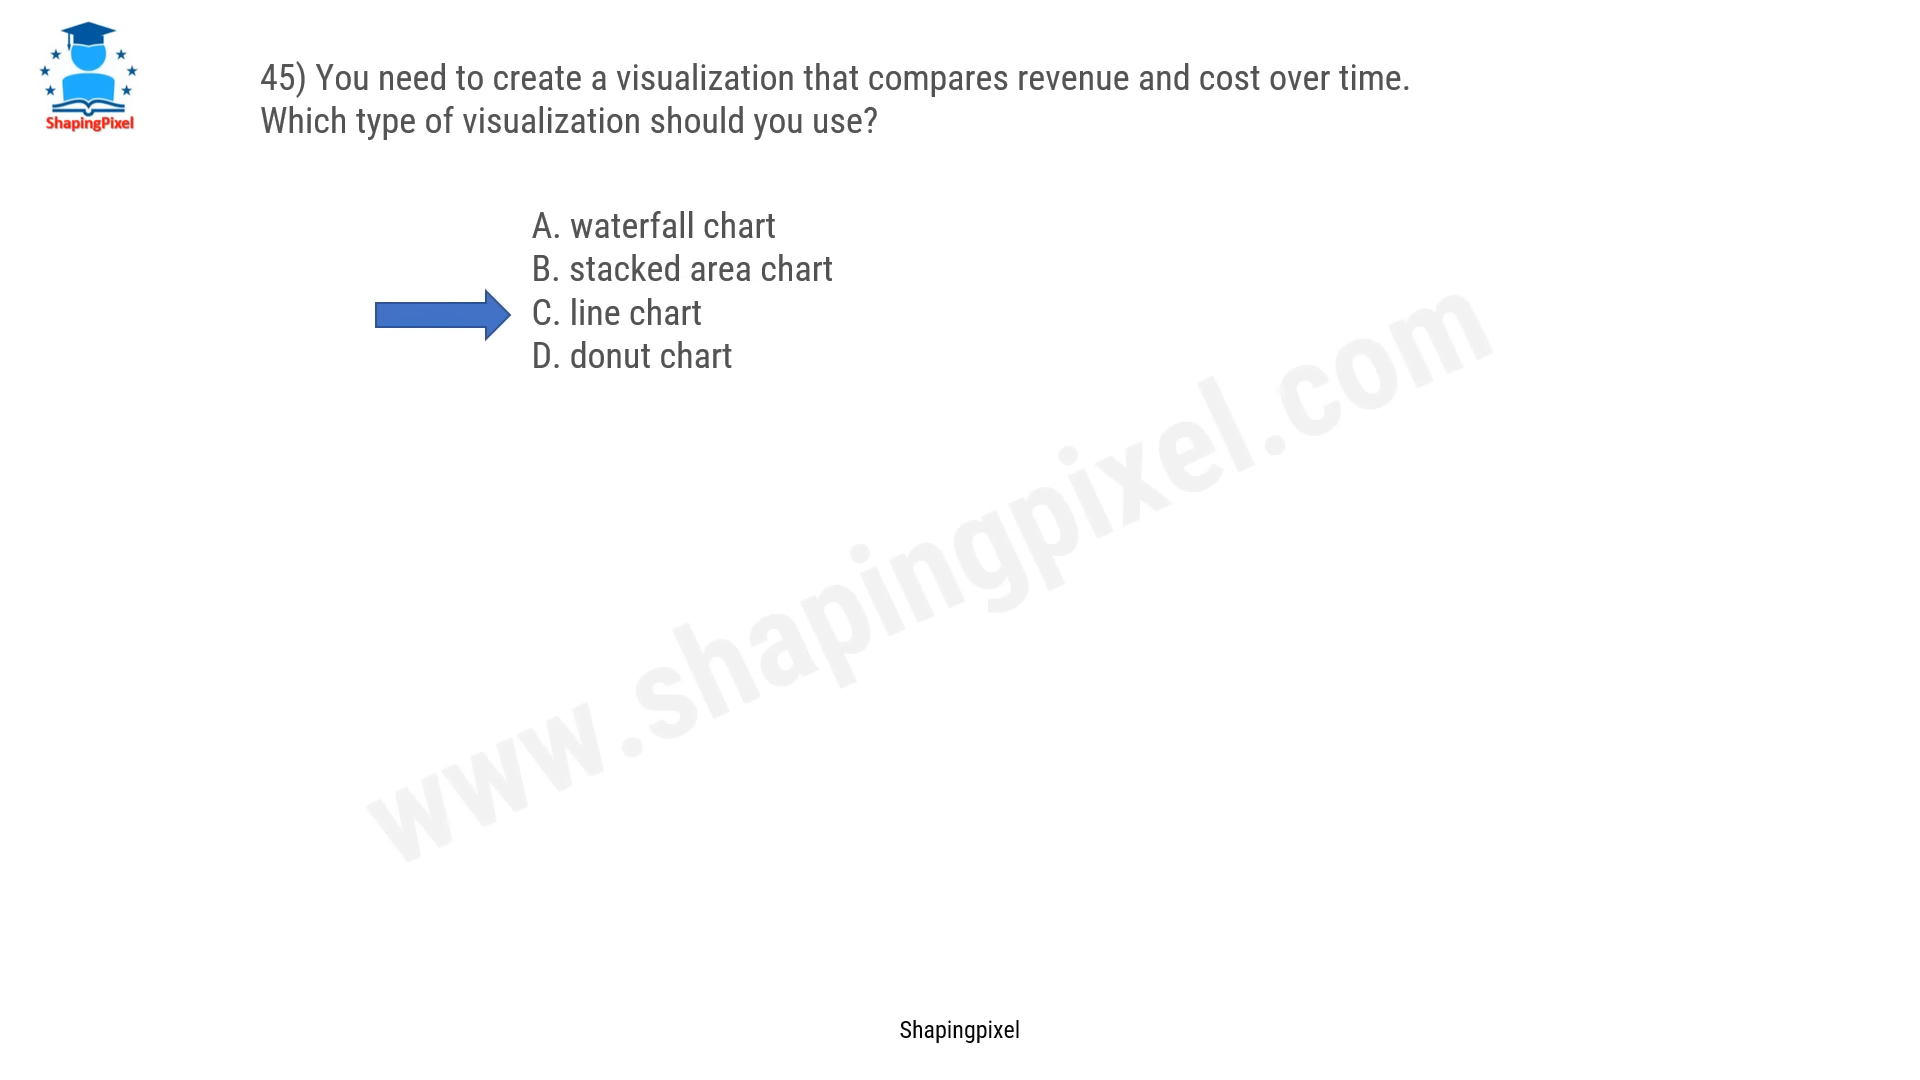 ShapingPixel
45) You need to create a visualization that compares revenue and cost over time.
Which type of visualization should you use?
A. waterfall chart
B. stacked area chart
C. line chart
D. donut chart
www.shapingpixel.com
Shapingpixel